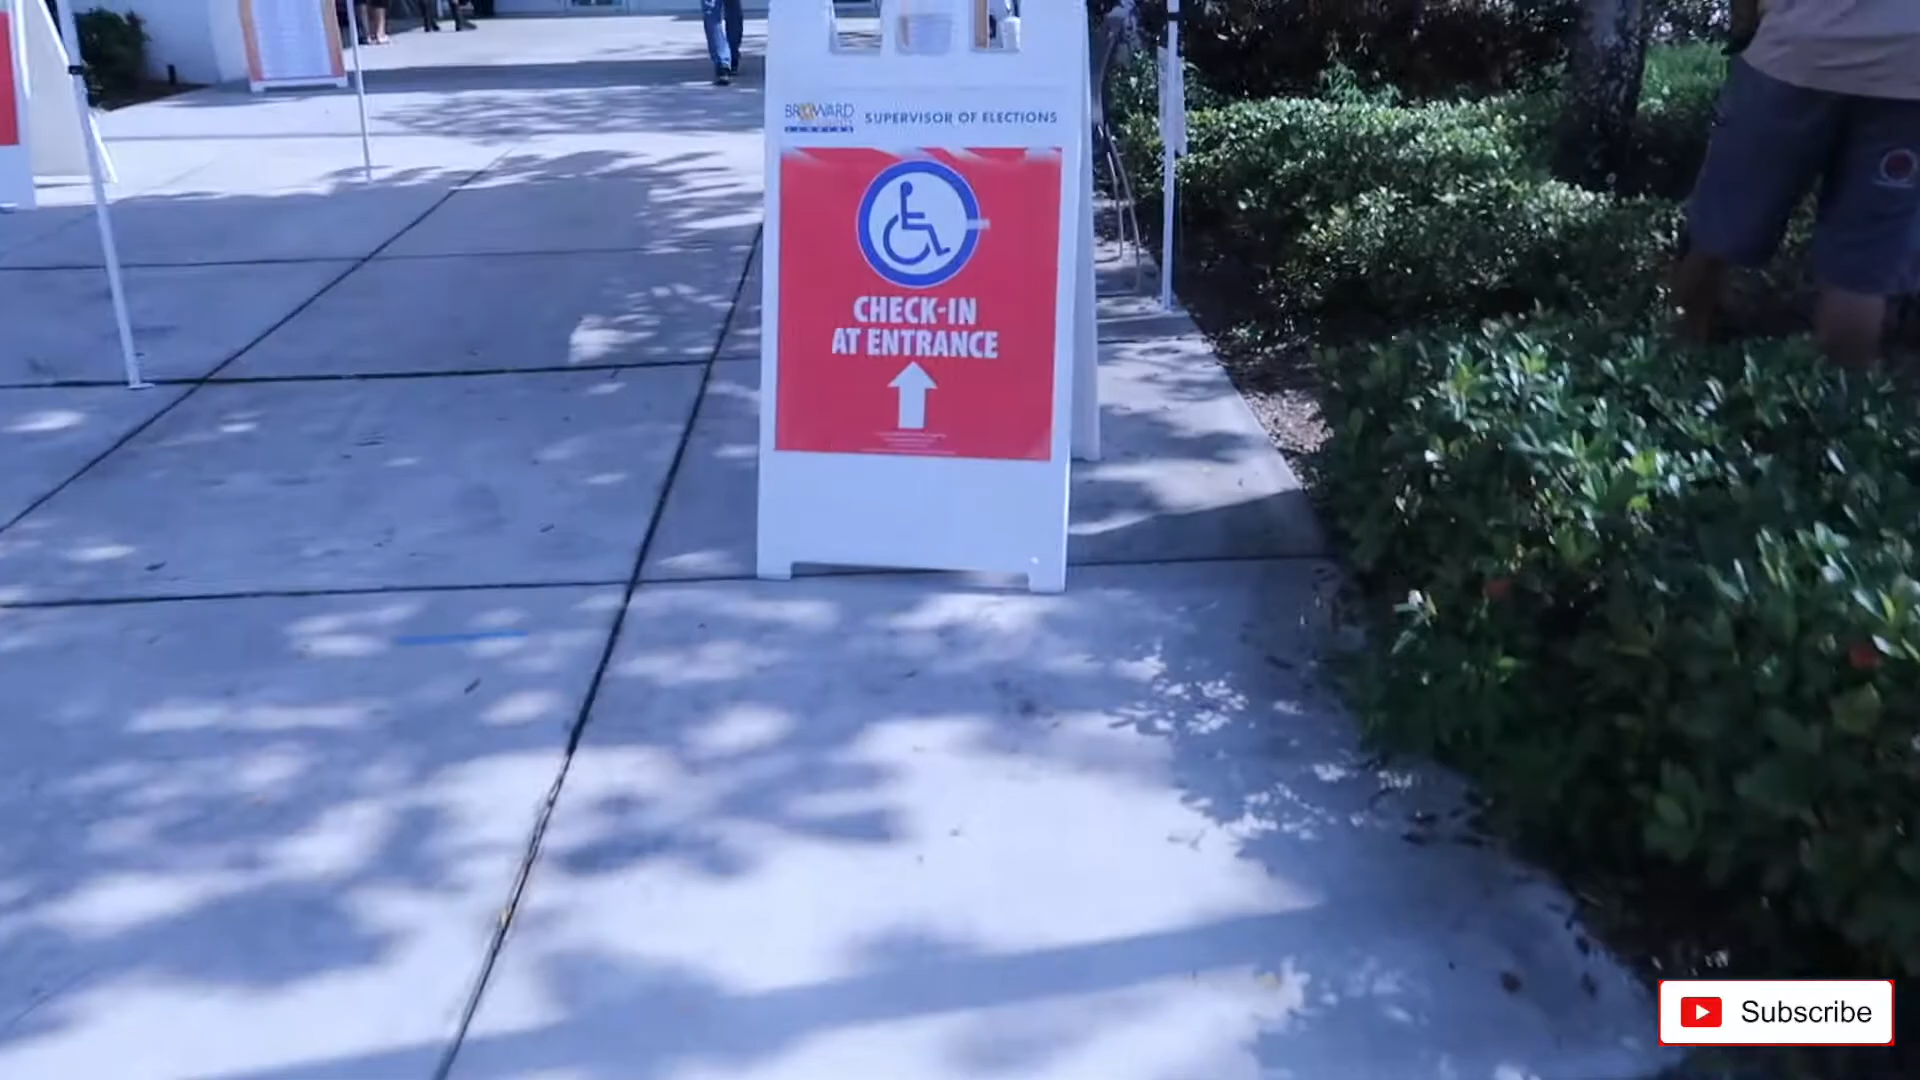 BROWARD
SUPERVISOR OF ELECTIONS
CHECK-IN
AT ENTRANCE
Subscribe